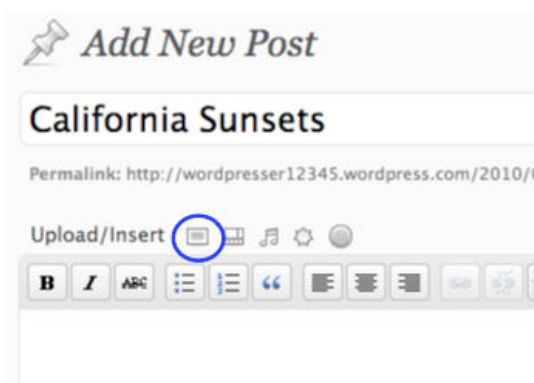 Add New Post
California Sunsets
Permalink: http://wordpresser12345.wordpress.com/2010/
Upload/Insert
B I ABC